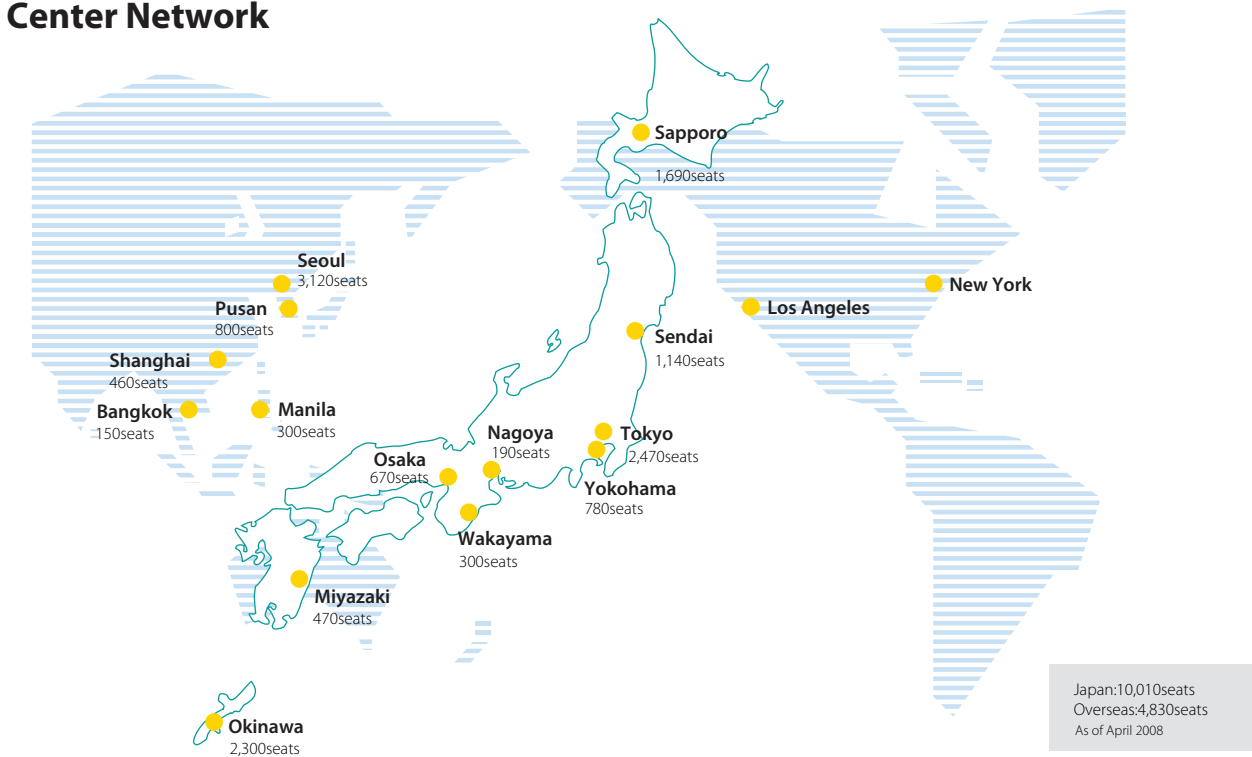 Center Network
Sapporo
1,690seats
Seoul
3,120seats
Pusan
800seats
Shanghai
460seats
Bangkok
150seats
Manila
300seats
New York
Los Angeles
Sendai
1,140seats
Nagoya
190seats
Tokyo
2,470seats
Osaka
670seats
Yokohama
780seats
Wakayama
300seats
Miyazaki
470seats
Okinawa
2,300seats
Japan:10,010seats
Overseas:4,830seats
As of April 2008